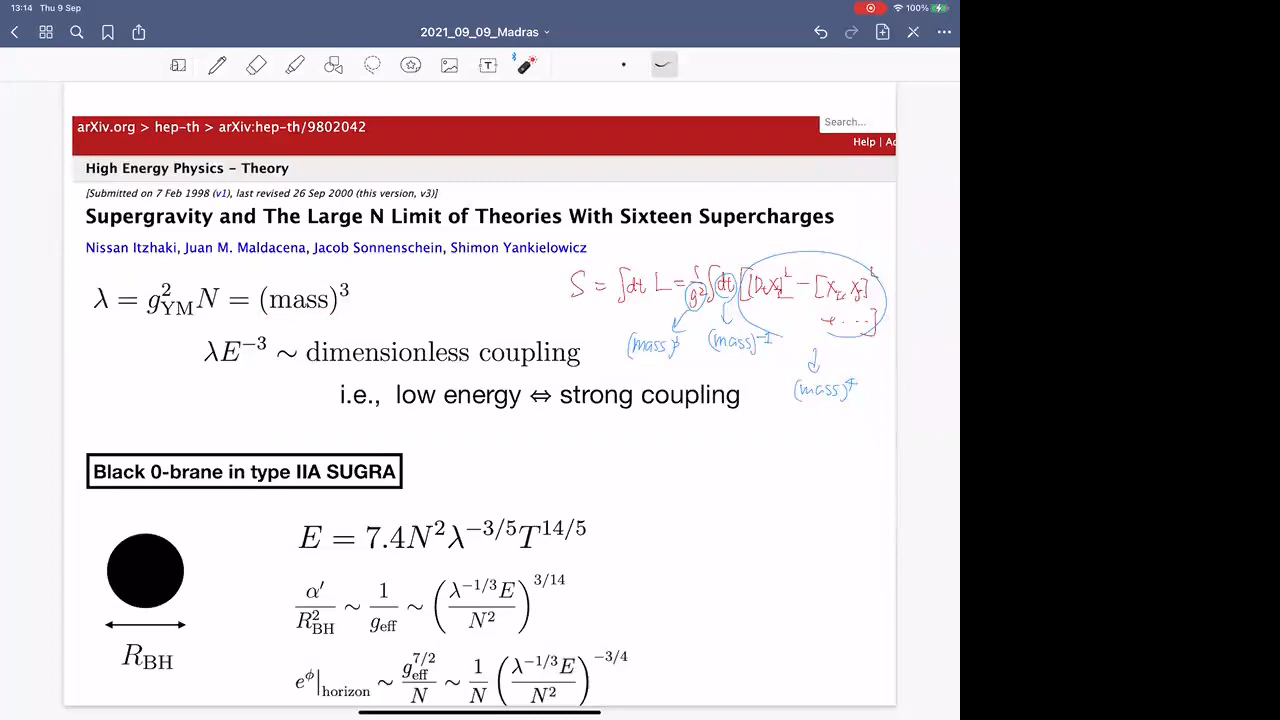 13:14 Thu 9 Sep
100%
2021_09_09_Madras
T
arXiv.org > hep-th > arXiv:hep-th/9802042
Search...
Help | Ad
High Energy Physics – Theory
[Submitted on 7 Feb 1998 (v1), last revised 26 Sep 2000 (this version, v3)]
Supergravity and The Large N Limit of Theories With Sixteen Supercharges
Nissan Itzhaki, Juan M. Maldacena, Jacob Sonnenschein, Shimon Yankielowicz
λ = g²_YM N = (mass)³
S = ∫dt L = 1/g² ∫dt [(D_t X_I)² − [X_I, X_J]²
+ ....]
(mass)³
(mass)⁻¹
(mass)⁴
λE⁻³ ∼ dimensionless coupling
i.e., low energy ⇔ strong coupling
Black 0-brane in type IIA SUGRA
E = 7.4N²λ^{−3/5}T^{14/5}
α′/R²_BH ∼ 1/g_eff ∼ (λ^{−1/3}E/N²)^{3/14}
R_BH
e^ϕ|_horizon ∼ g_eff^{7/2}/N ∼ 1/N (λ^{−1/3}E/N²)^{−3/4}